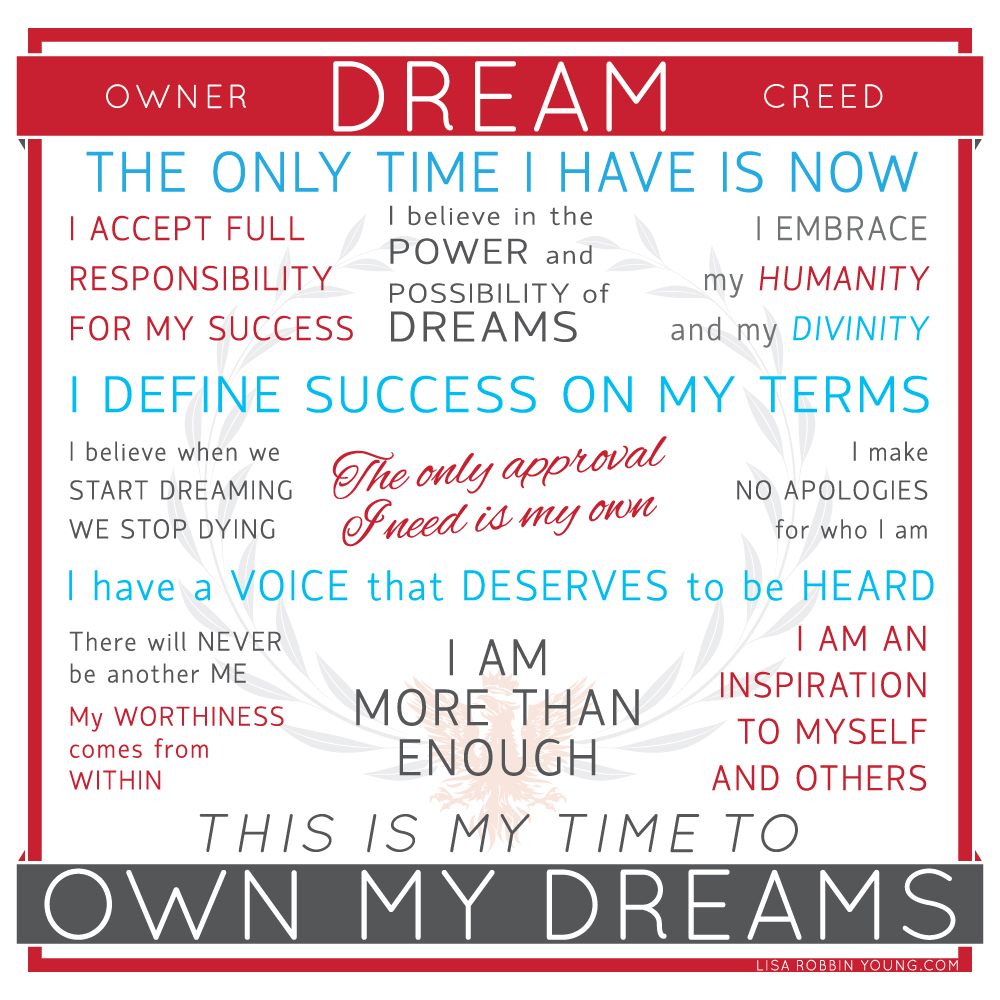 OWNER DREAM CREED
THE ONLY TIME I HAVE IS NOW
I ACCEPT FULL
RESPONSIBILITY
FOR MY SUCCESS
I believe in the
POWER and
POSSIBILITY of
DREAMS
I EMBRACE
my HUMANITY
and my DIVINITY
I DEFINE SUCCESS ON MY TERMS
I believe when we
START DREAMING
WE STOP DYING
The only approval
I need is my own
I make
NO APOLOGIES
for who I am
I have a VOICE that DESERVES to be HEARD
There will NEVER
be another ME
My WORTHINESS
comes from
WITHIN
I AM
MORE THAN
ENOUGH
I AM AN
INSPIRATION
TO MYSELF
AND OTHERS
THIS IS MY TIME TO
OWN MY DREAMS
LISA ROBBIN YOUNG.COM